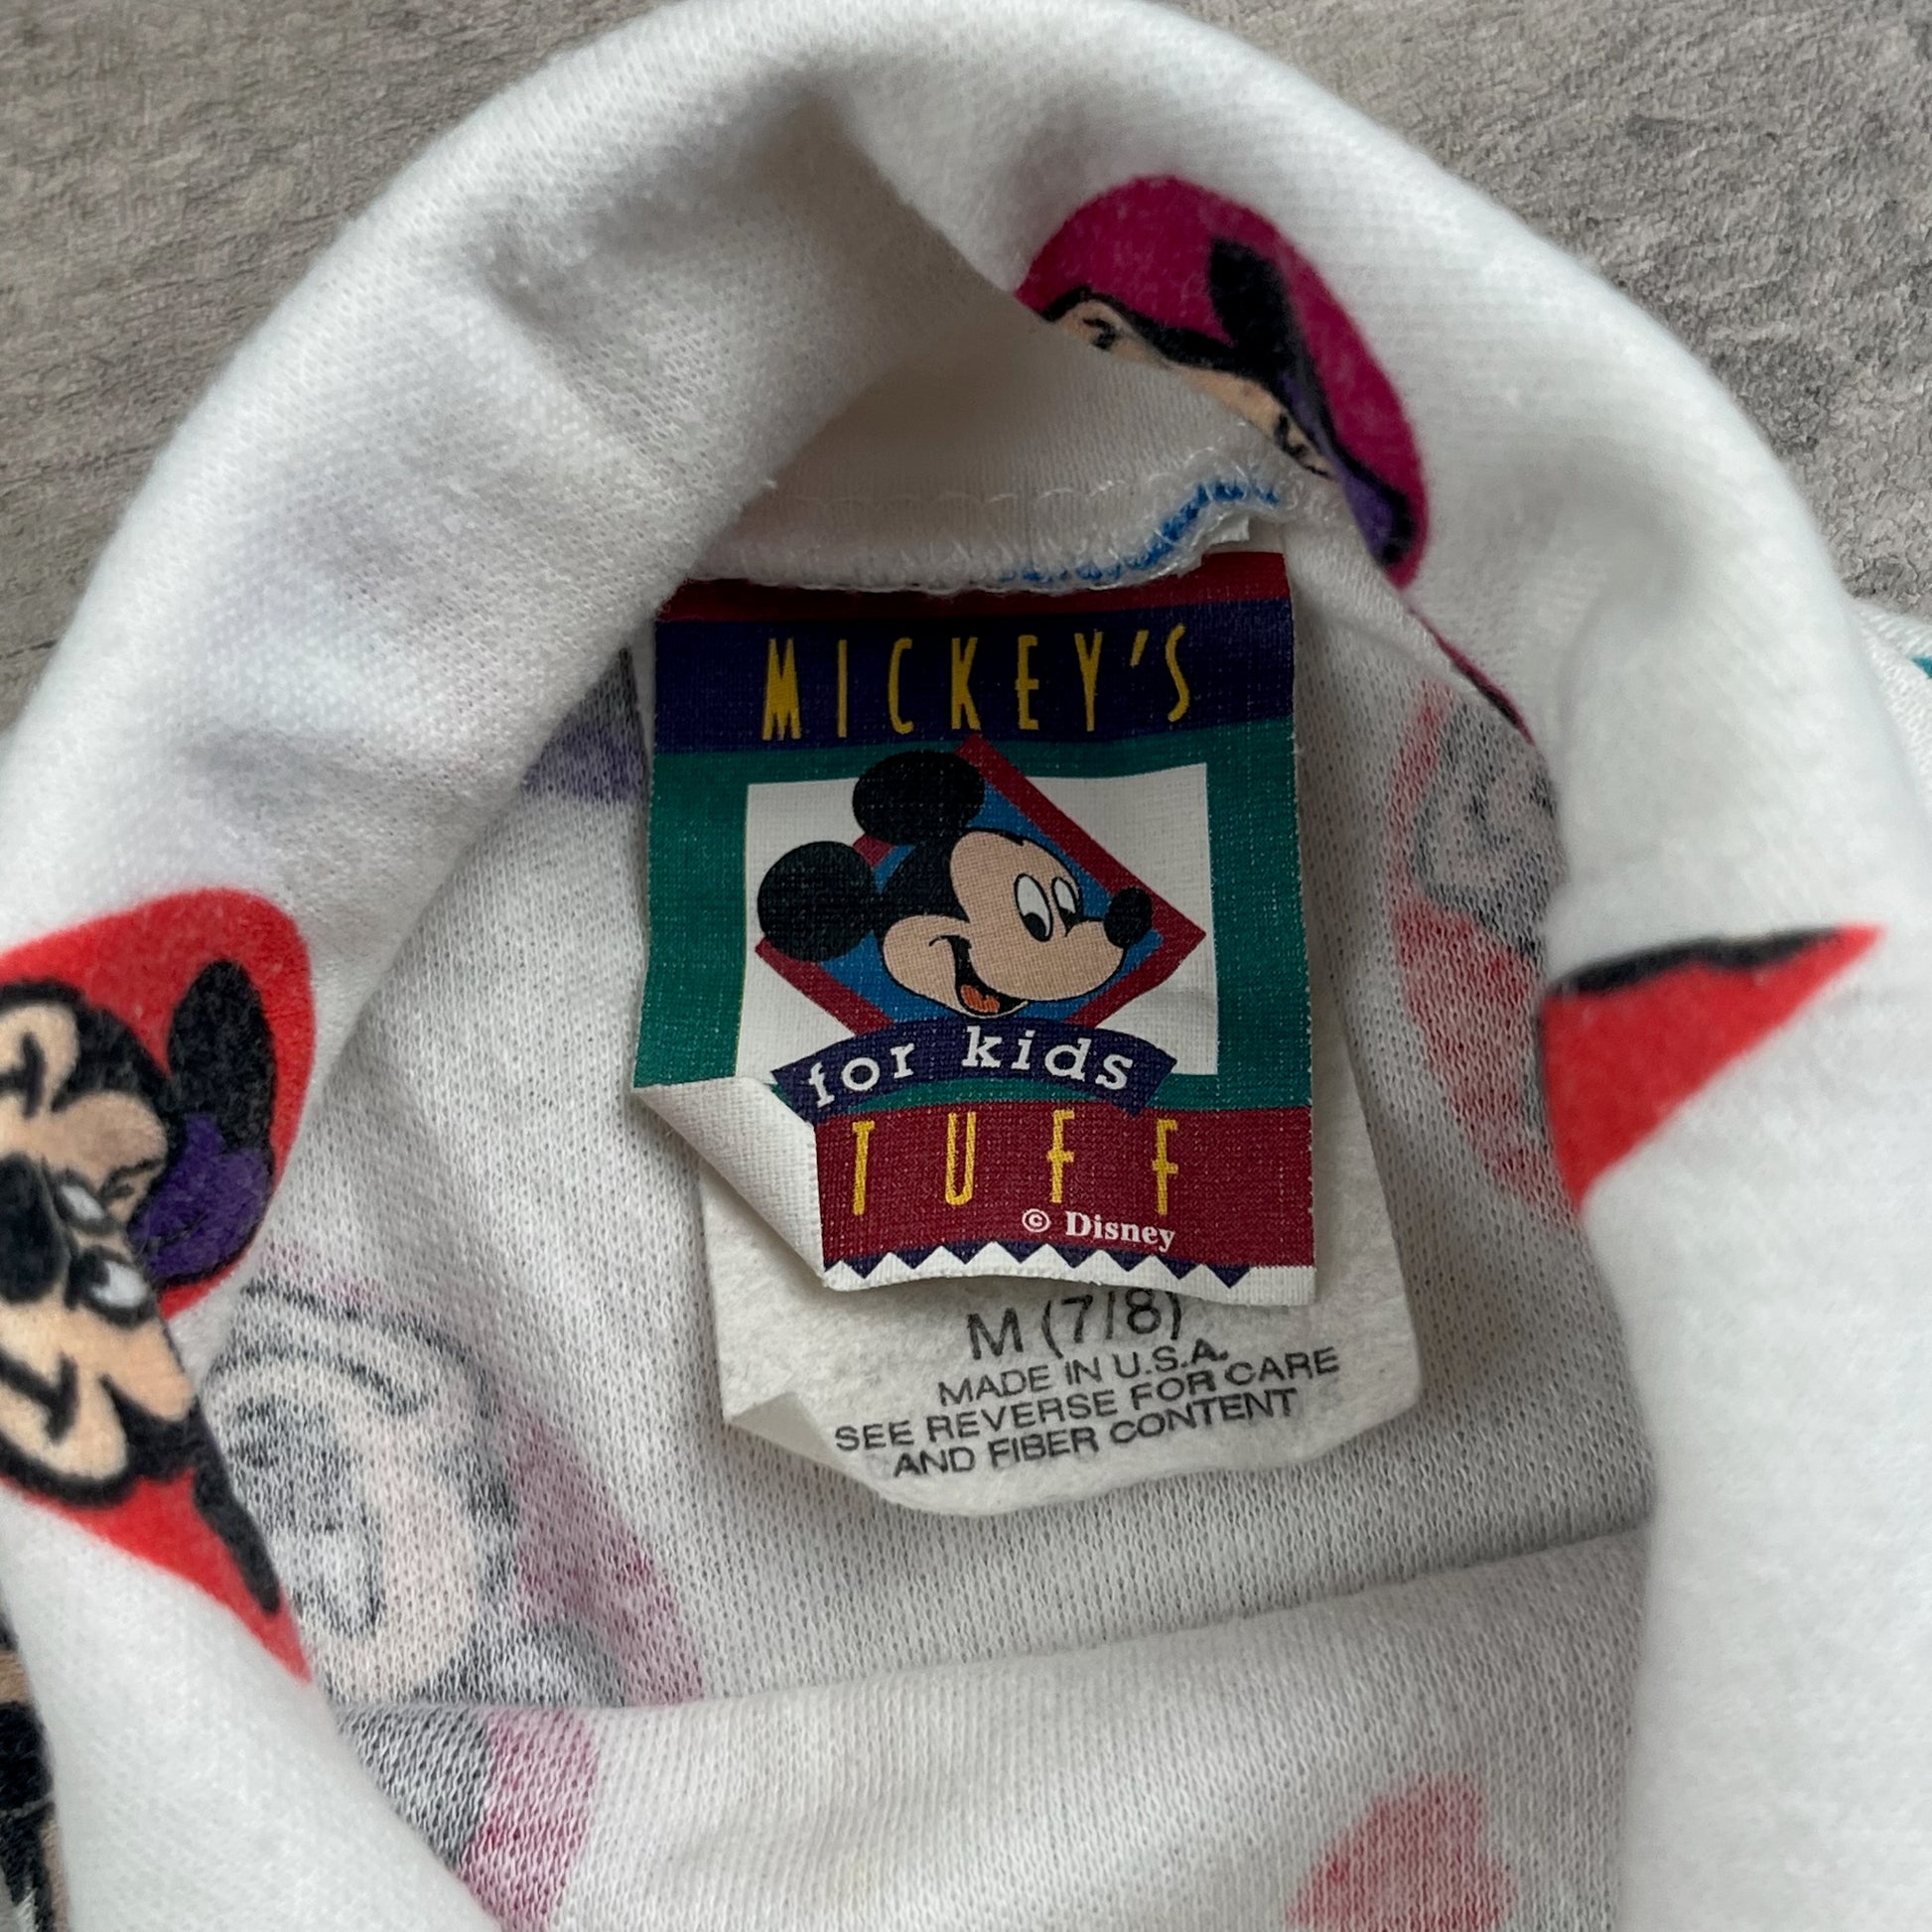 MICKEY'S
for kids
TUFF
© Disney
M (7/8)
MADE IN U.S.A.
SEE REVERSE FOR CARE
AND FIBER CONTENT